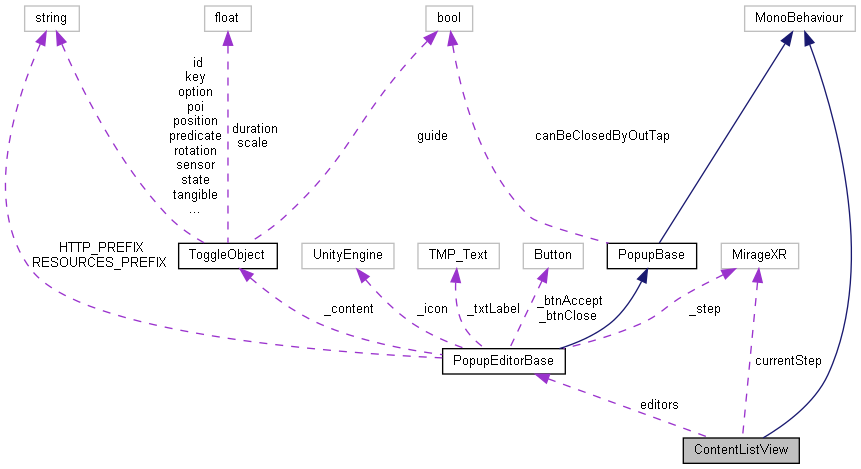 string
float
bool
MonoBehaviour
id
key
option
poi
position
predicate
rotation
sensor
state
tangible
...
duration
scale
guide
canBeClosedByOutTap
HTTP_PREFIX
RESOURCES_PREFIX
ToggleObject
UnityEngine
TMP_Text
Button
PopupBase
MirageXR
_content
_icon
_txtLabel
_btnAccept
_btnClose
_step
PopupEditorBase
currentStep
editors
ContentListView